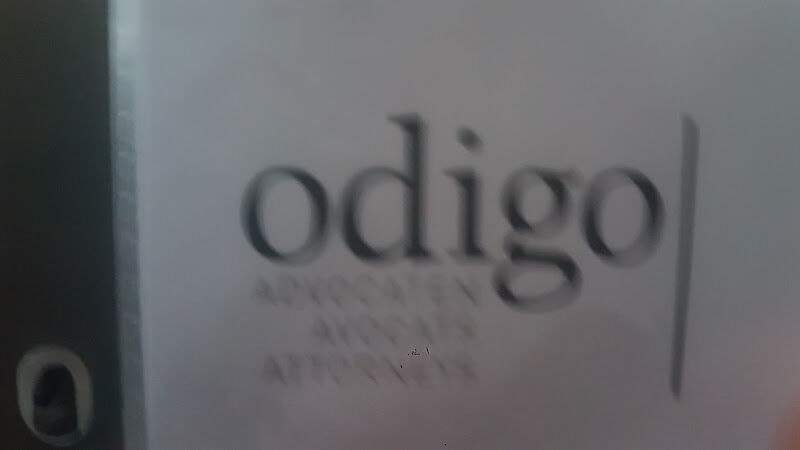 odigo
ADVOCATEN
AVOCATS
ATTORNEYS